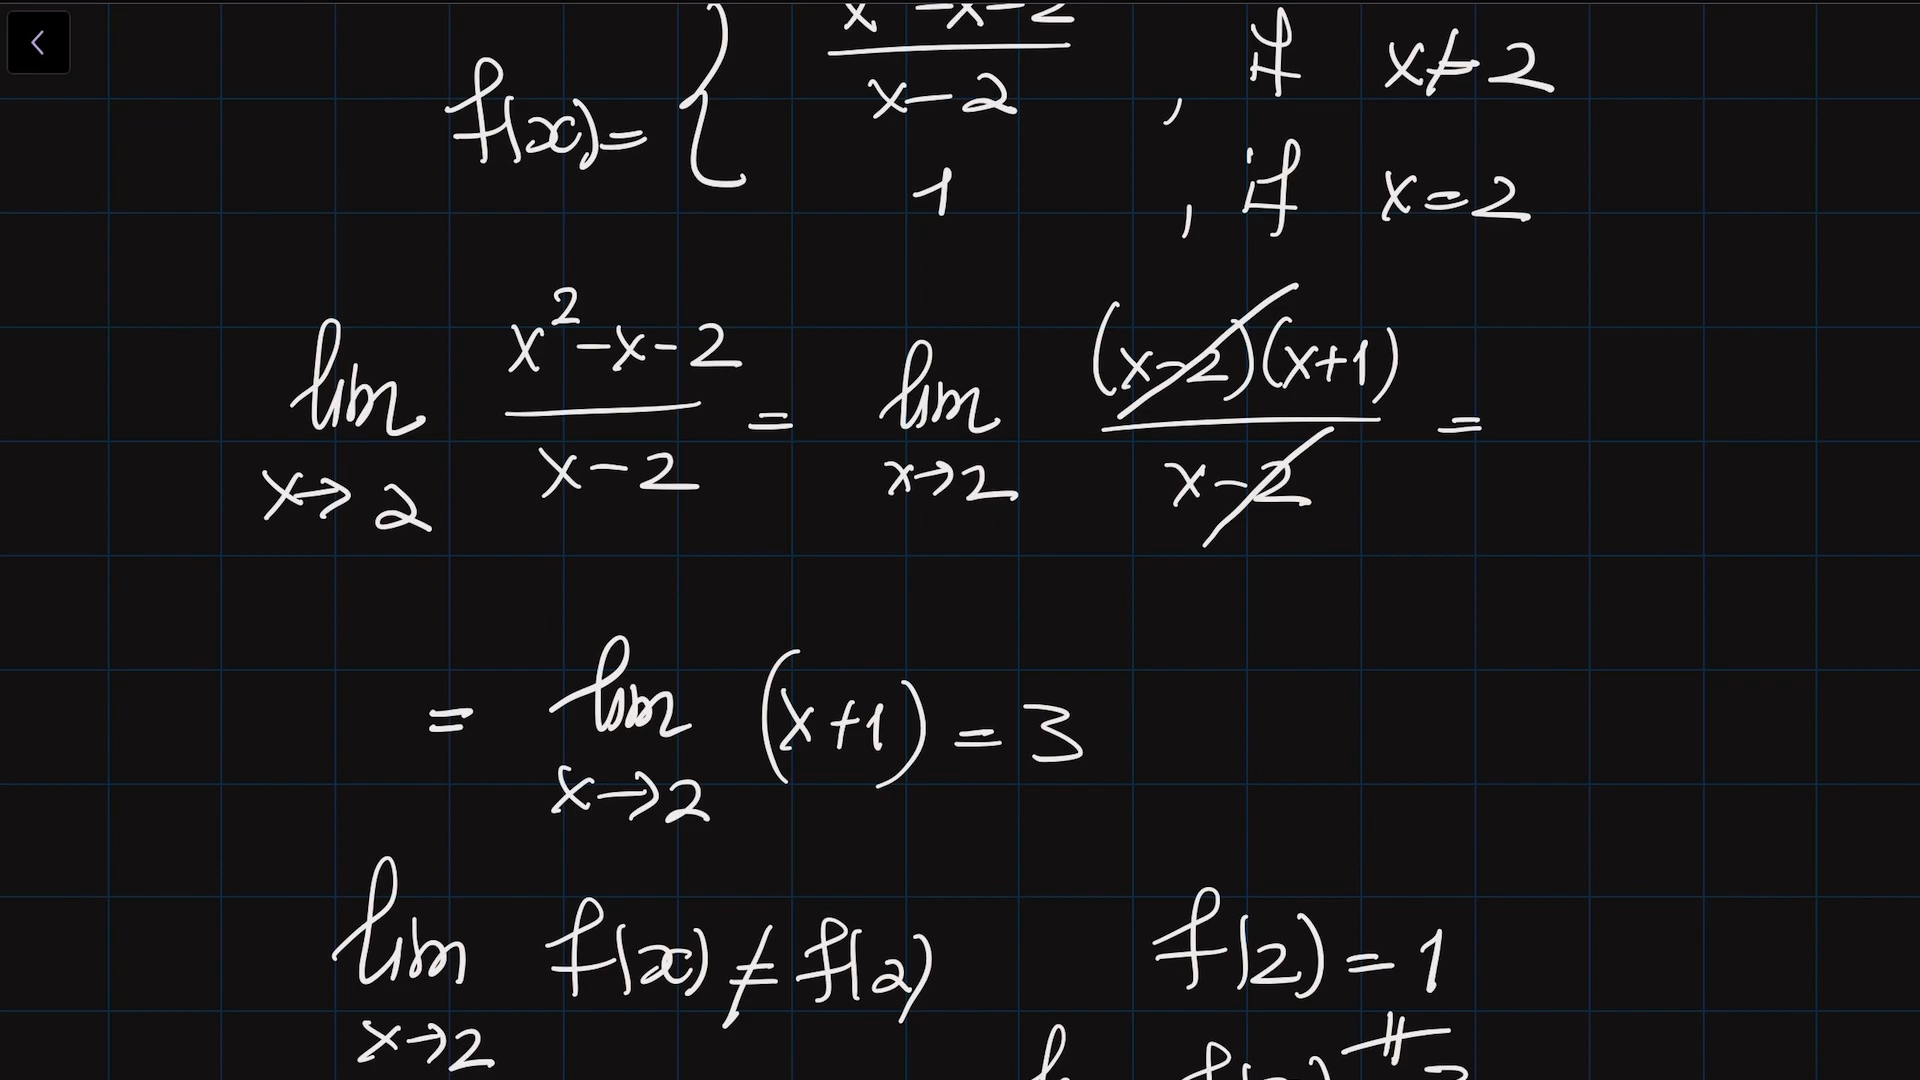 f(x) = { x²-x-2 / x-2 , if x≠2
1 , if x=2
lim x→2 x²-x-2 / x-2 = lim x→2 (x-2)(x+1) / x-2 =
= lim x→2 (x+1) = 3
lim x→2 f(x) ≠ f(2) f(2) = 1